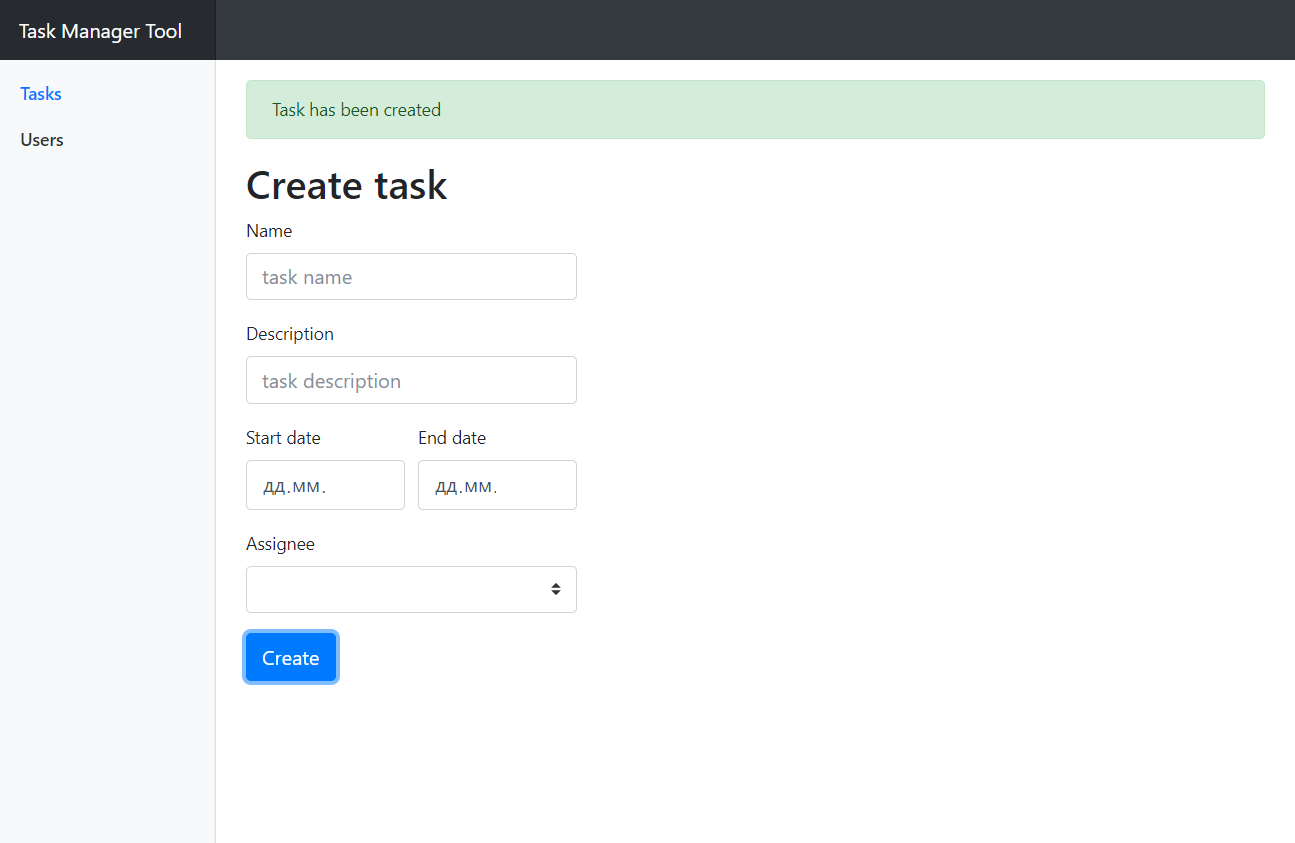 Task Manager Tool
Tasks
Users
Task has been created
Create task
Name
task name
Description
task description
Start date End date
дд.мм. дд.мм.
Assignee
Create